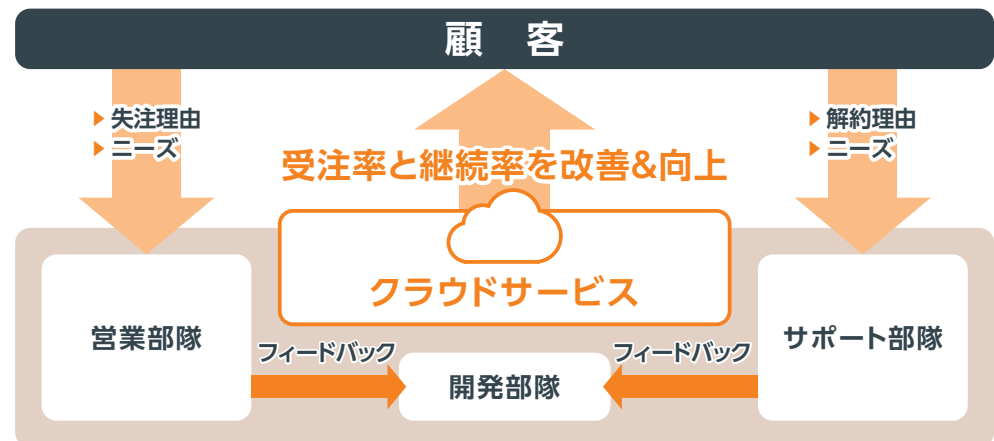 顧　客
失注理由
ニーズ
解約理由
ニーズ
受注率と継続率を改善&向上
クラウドサービス
営業部隊
フィードバック
開発部隊
フィードバック
サポート部隊